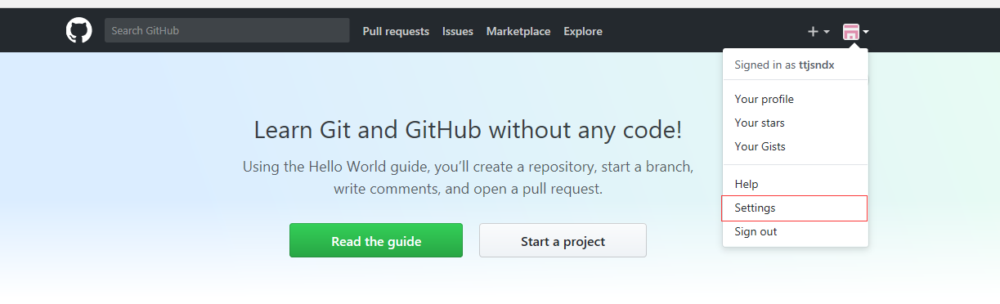 Search GitHub Pull requests Issues Marketplace Explore
Signed in as ttjsndx
Your profile
Your stars
Your Gists
Help
Settings
Sign out
Learn Git and GitHub without any code!
Using the Hello World guide, you’ll create a repository, start a branch,
write comments, and open a pull request.
Read the guide Start a project